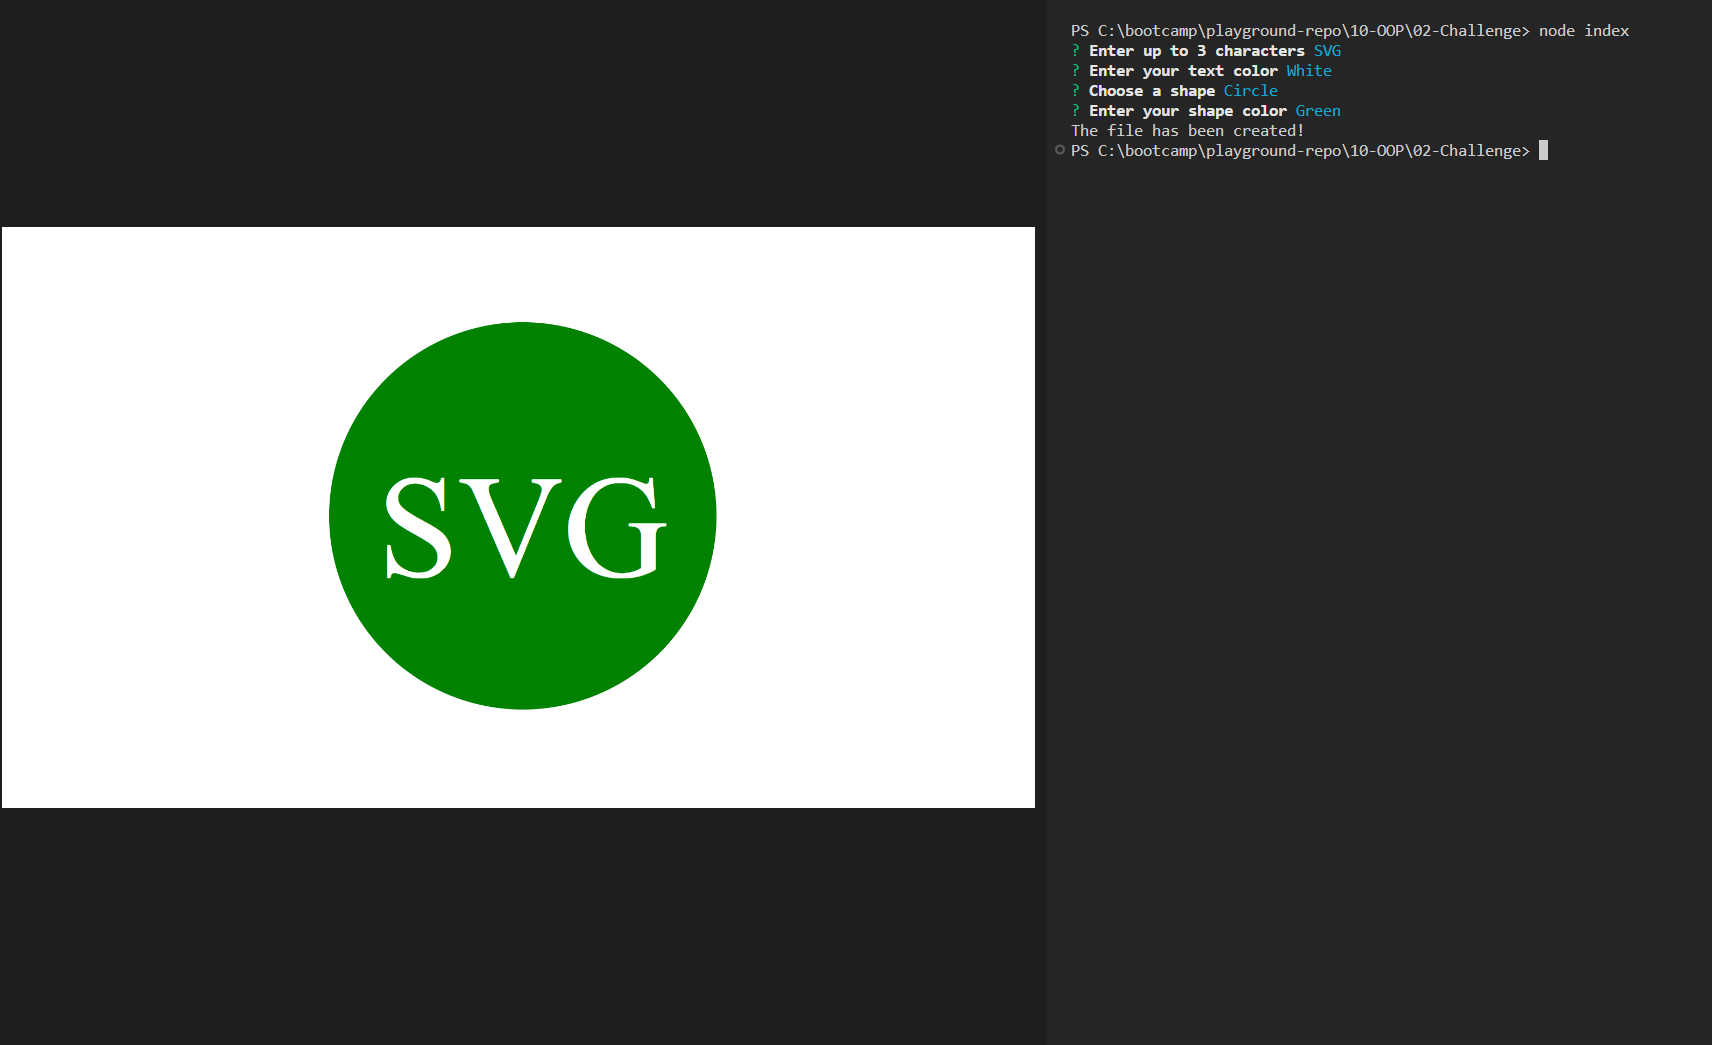 SVG
PS C:\bootcamp\playground-repo\10-OOP\02-Challenge> node index
? Enter up to 3 characters SVG
? Enter your text color White
? Choose a shape Circle
? Enter your shape color Green
The file has been created!
PS C:\bootcamp\playground-repo\10-OOP\02-Challenge>